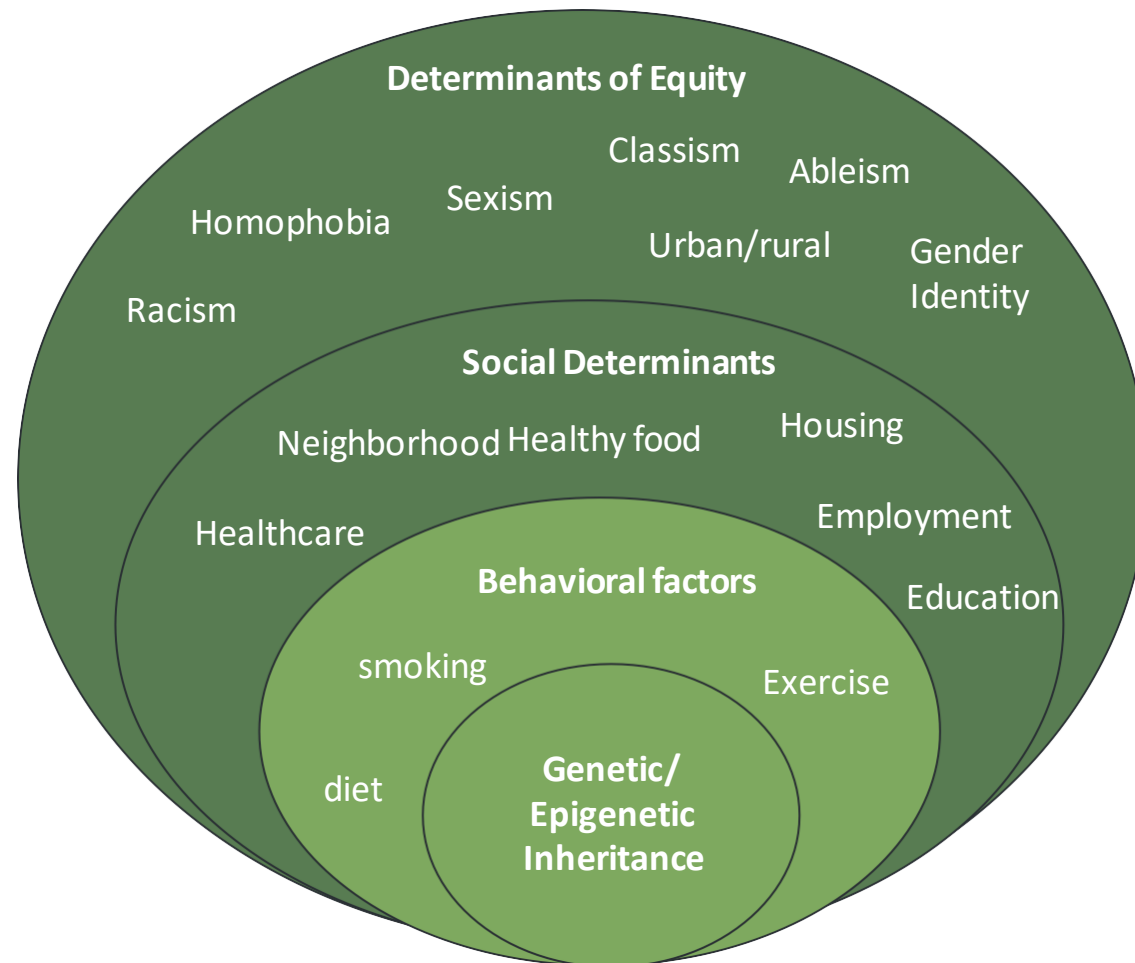 Determinants of Equity
Classism
Ableism
Sexism
Homophobia
Urban/rural
Gender
Identity
Racism
Social Determinants
Housing
Neighborhood
Healthy food
Employment
Healthcare
Behavioral factors
Education
smoking
Exercise
diet
Genetic/
Epigenetic
Inheritance